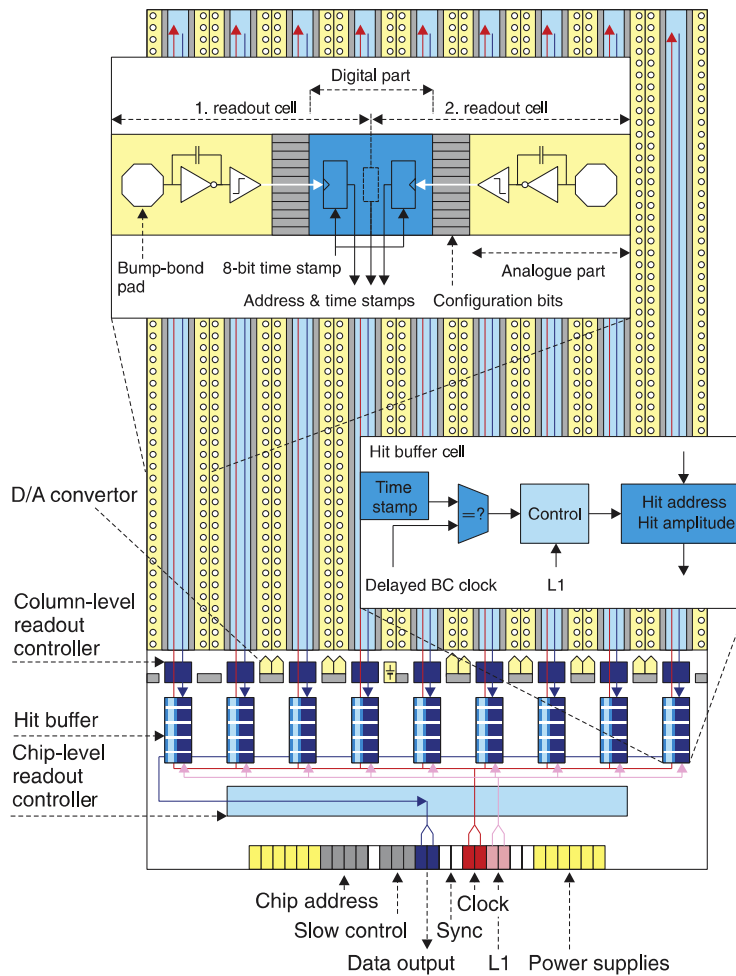 Digital part
1. readout cell
2. readout cell
Bump-bond
pad
8-bit time stamp
Analogue part
Address & time stamps
Configuration bits
Hit buffer cell
D/A convertor
Time
stamp
=?
Control
Hit address
Hit amplitude
Delayed BC clock
L1
Column-level
readout
controller
Hit buffer
Chip-level
readout
controller
Chip address
Clock
Slow control
Sync
Data output
L1
Power supplies